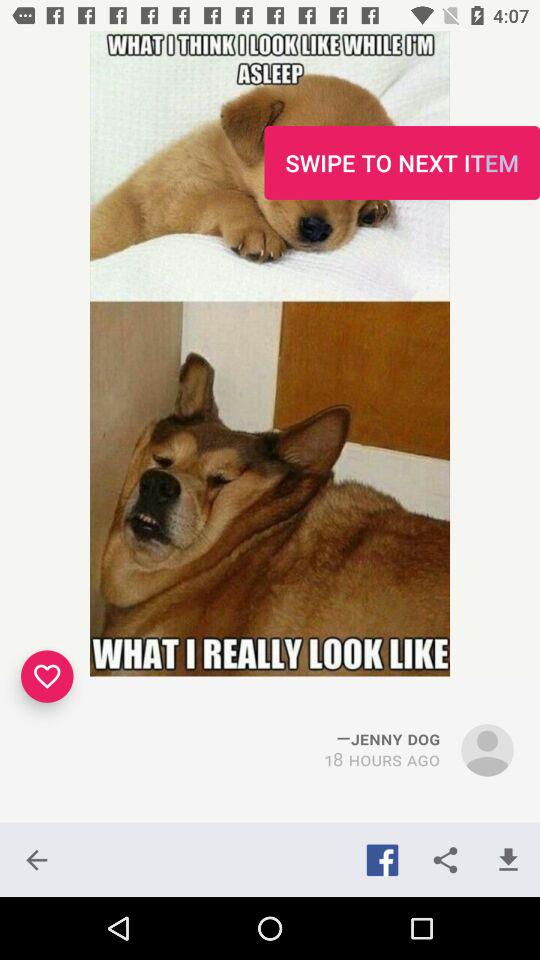 4:07
WHAT I THINK I LOOK LIKE WHILE I'M
ASLEEP
SWIPE TO NEXT ITEM
WHAT I REALLY LOOK LIKE
—JENNY DOG
18 HOURS AGO